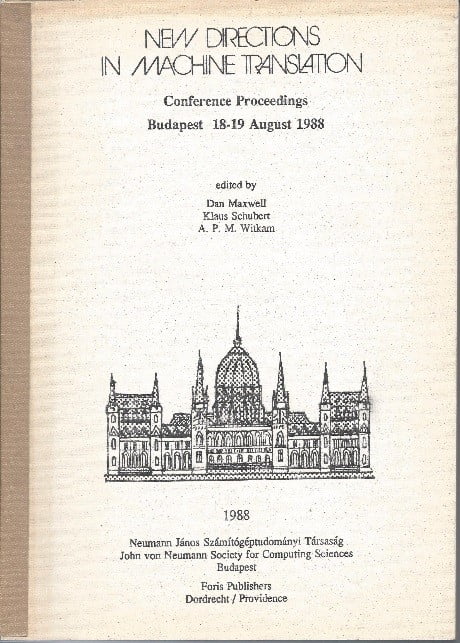 NEW DIRECTIONS
IN MACHINE TRANSLATION
Conference Proceedings
Budapest 18-19 August 1988
edited by
Dan Maxwell
Klaus Schubert
A. P. M. Witkam
1988
Neumann János Számítógéptudományi Társaság
John von Neumann Society for Computing Sciences
Budapest
Foris Publishers
Dordrecht / Providence